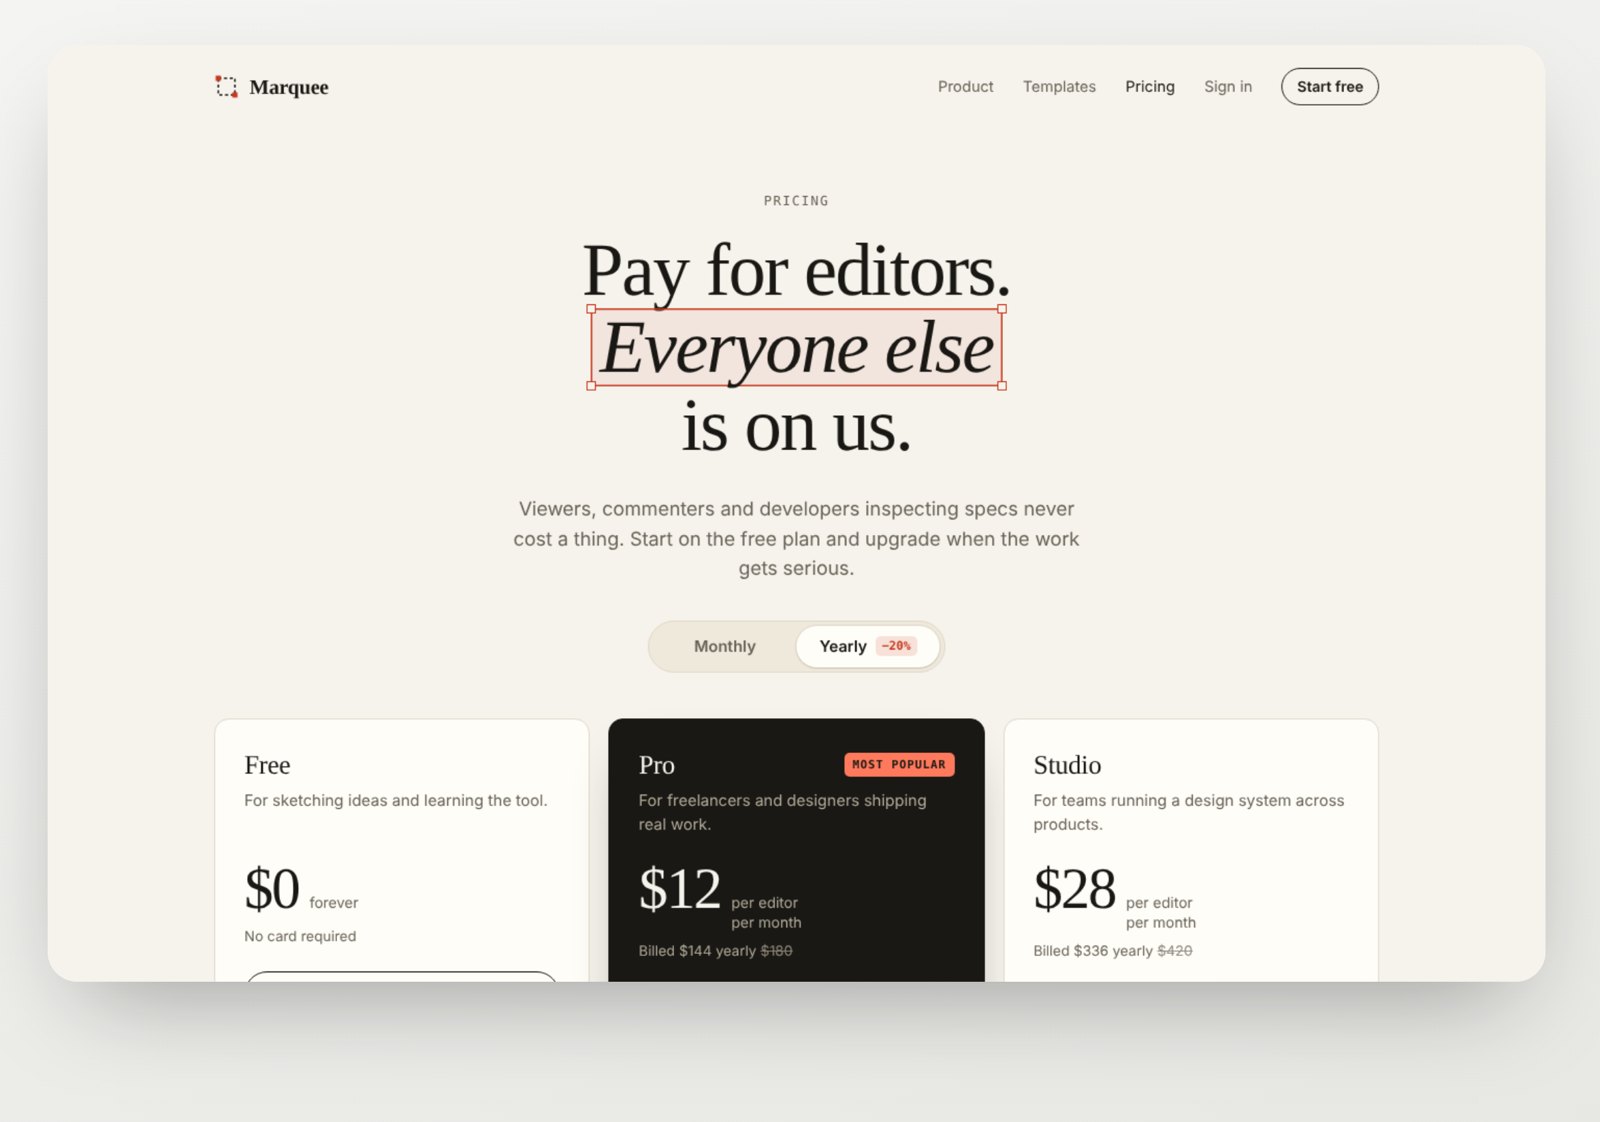 Marquee
Product Templates Pricing Sign in Start free
PRICING
Pay for editors.
Everyone else
is on us.
Viewers, commenters and developers inspecting specs never
cost a thing. Start on the free plan and upgrade when the work
gets serious.
Monthly Yearly −20%
Free
For sketching ideas and learning the tool.
$0 forever
No card required
Pro MOST POPULAR
For freelancers and designers shipping
real work.
$12 per editor
per month
Billed $144 yearly $180
Studio
For teams running a design system across
products.
$28 per editor
per month
Billed $336 yearly $420